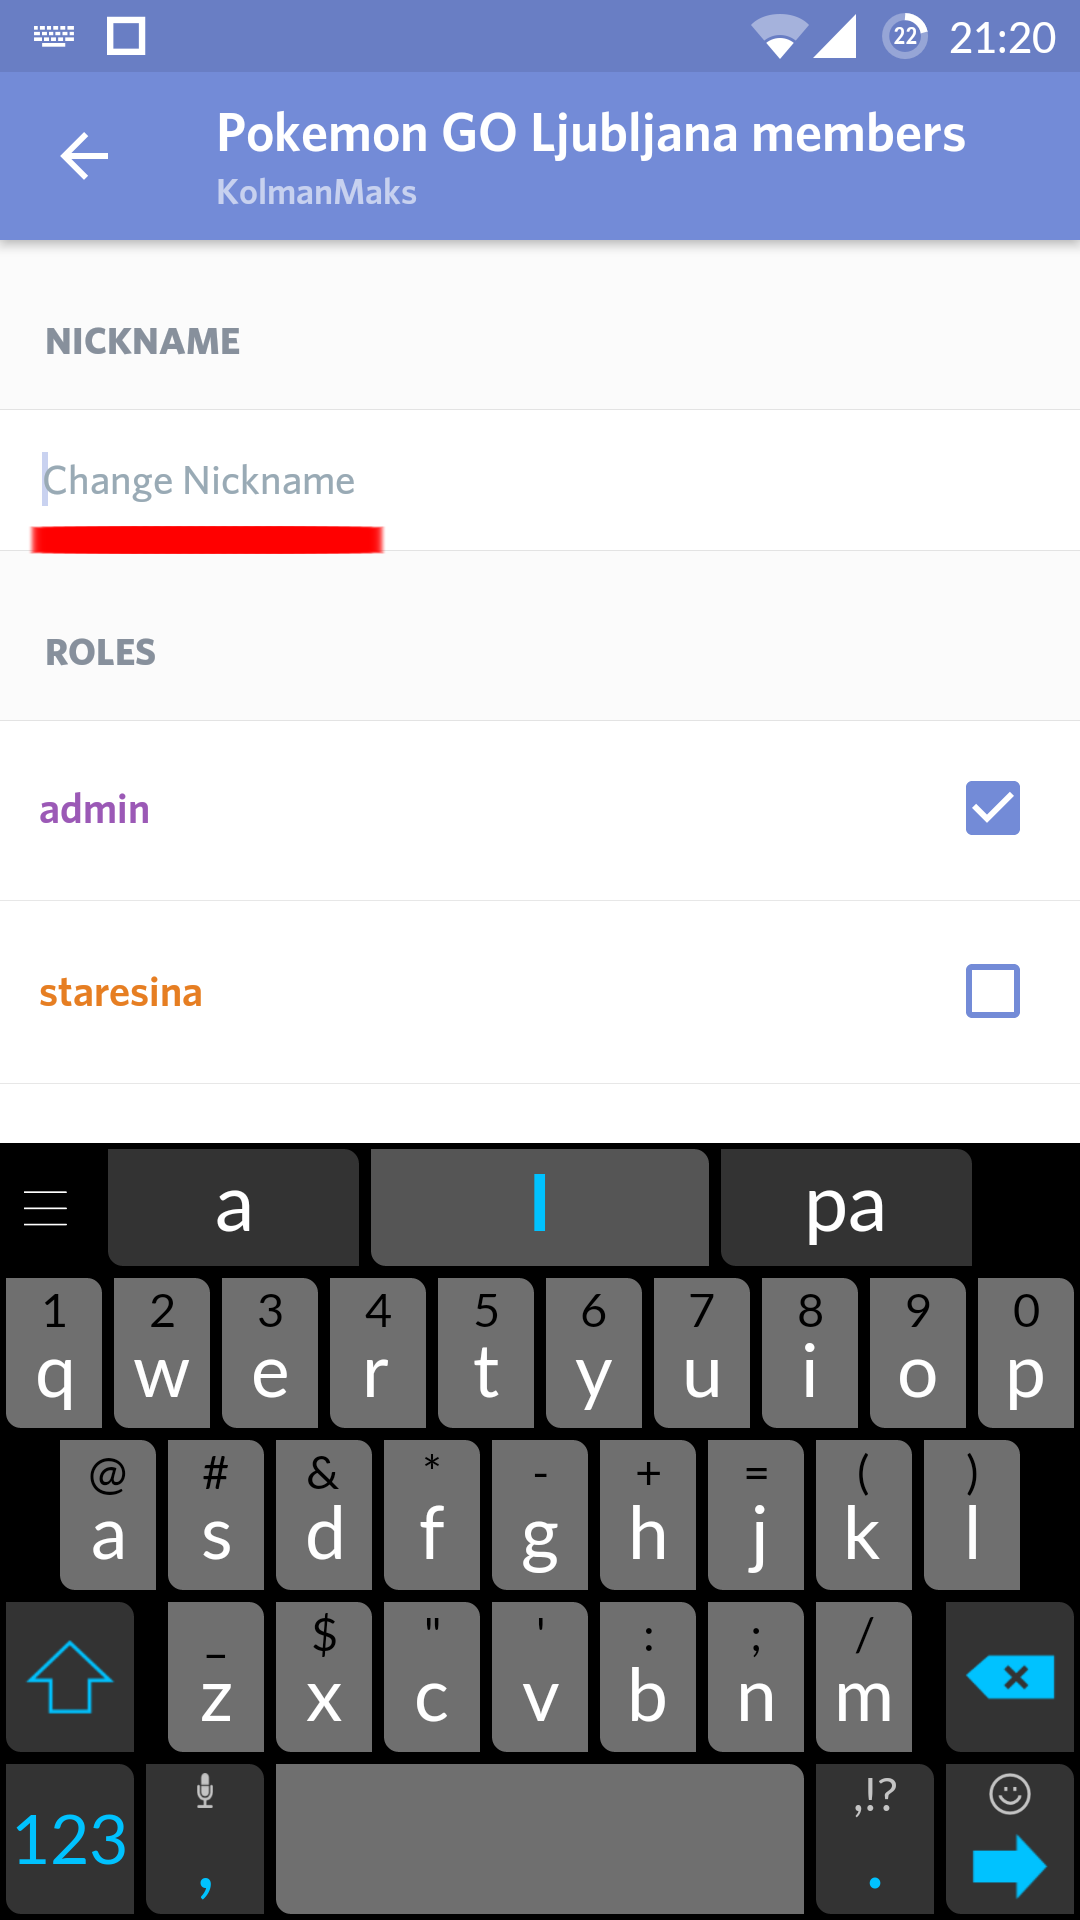 22 21:20
Pokemon GO Ljubljana members
KolmanMaks
NICKNAME
Change Nickname
ROLES
admin
staresina
a I pa
1 2 3 4 5 6 7 8 9 0
q w e r t y u i o p
@ # & * - + = ( )
a s d f g h j k l
_ $ " ' : ; /
z x c v b n m
,!?
123 , .